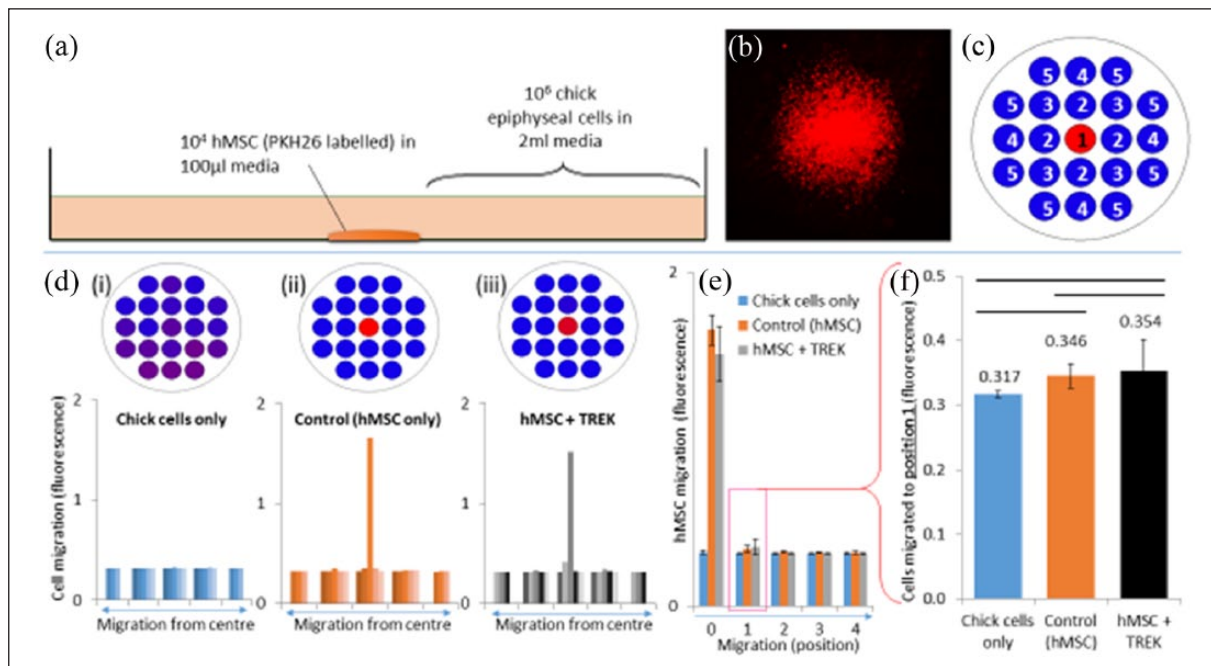 (a)
10⁴ hMSC (PKH26 labelled) in
100µl media
10⁶ chick
epiphyseal cells in
2ml media
(b)
(c)
5 4 5
5 3 2 3 5
4 2 1 2 4
5 3 2 3 5
5 4 5
(d)
(i)
(ii)
(iii)
Cell migration (fluorescence)
2
1
0
Chick cells only
Migration from centre
2
1
0
Control (hMSC only)
Migration from centre
2
1
0
hMSC + TREK
Migration from centre
(e)
hMSC migration (fluorescence)
2
0
Chick cells only
Control (hMSC)
hMSC + TREK
0 1 2 3 4
Migration (position)
(f)
Cells migrated to position 1 (fluorescence)
0.5
0.4
0.3
0.2
0.1
0.0
0.317
0.346
0.354
Chick cells
only
Control
(hMSC)
hMSC +
TREK